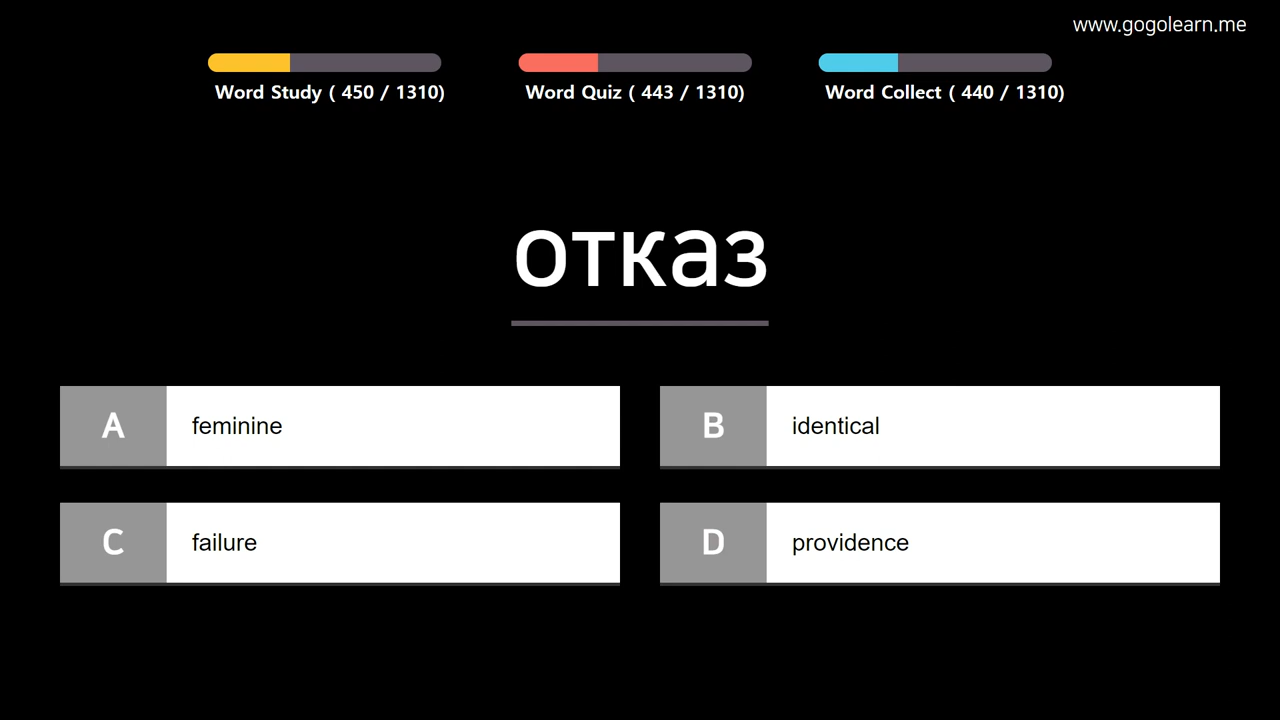 www.gogolearn.me
Word Study ( 450 / 1310)
Word Quiz ( 443 / 1310)
Word Collect ( 440 / 1310)
отказ
A feminine
B identical
C failure
D providence